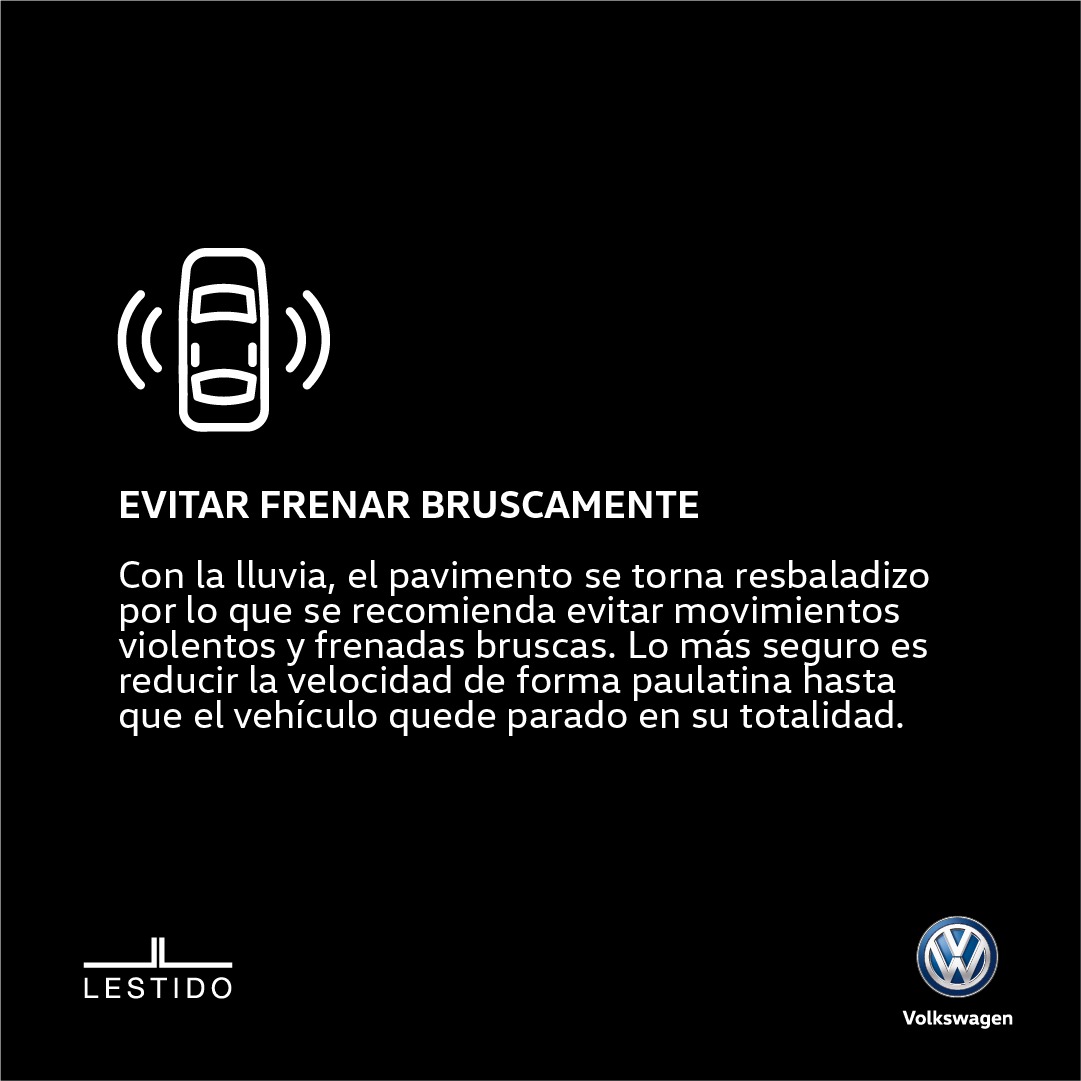 EVITAR FRENAR BRUSCAMENTE
Con la lluvia, el pavimento se torna resbaladizo
por lo que se recomienda evitar movimientos
violentos y frenadas bruscas. Lo más seguro es
reducir la velocidad de forma paulatina hasta
que el vehículo quede parado en su totalidad.
LESTIDO
Volkswagen